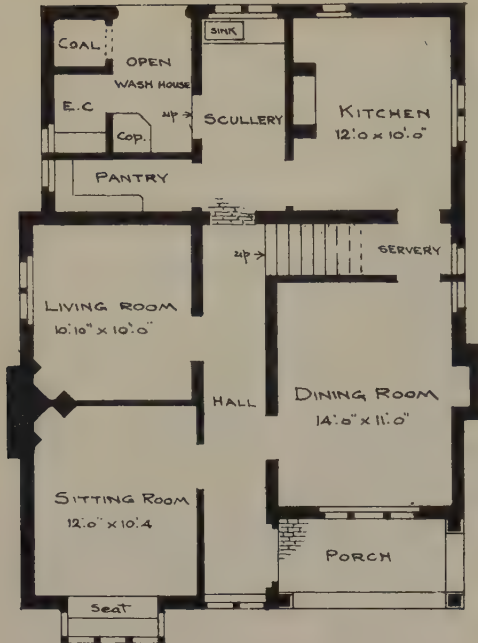 COAL
OPEN
WASH HOUSE
SINK
E.C
Cop.
up
SCULLERY
KITCHEN
12'.0 x 10'.0"
PANTRY
up
SERVERY
LIVING ROOM
10'.10" x 10'.0"
HALL
DINING ROOM
14'.0" x 11'.0"
SITTING ROOM
12'.0" x 10'.4
PORCH
Seat